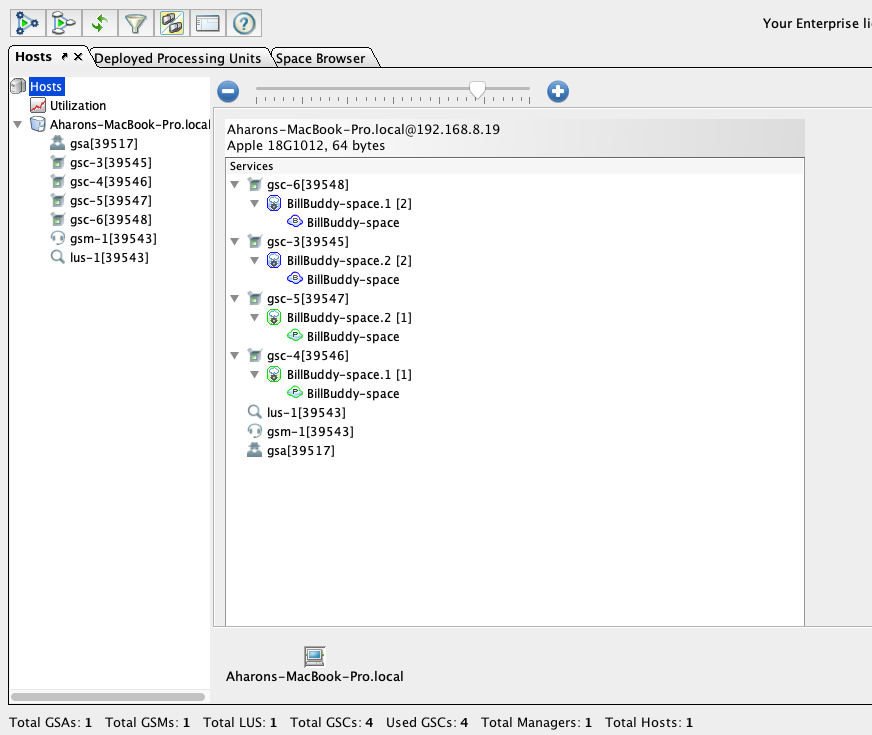 Your Enterprise li
Hosts
Deployed Processing Units
Space Browser
Hosts
Utilization
Aharons-MacBook-Pro.local
gsa[39517]
gsc-3[39545]
gsc-4[39546]
gsc-5[39547]
gsc-6[39548]
gsm-1[39543]
lus-1[39543]
Aharons-MacBook-Pro.local@192.168.8.19
Apple 18G1012, 64 bytes
Services
gsc-6[39548]
BillBuddy-space.1 [2]
B BillBuddy-space
gsc-3[39545]
BillBuddy-space.2 [2]
B BillBuddy-space
gsc-5[39547]
BillBuddy-space.2 [1]
P BillBuddy-space
gsc-4[39546]
BillBuddy-space.1 [1]
P BillBuddy-space
lus-1[39543]
gsm-1[39543]
gsa[39517]
Aharons-MacBook-Pro.local
Total GSAs: 1 Total GSMs: 1 Total LUS: 1 Total GSCs: 4 Used GSCs: 4 Total Managers: 1 Total Hosts: 1